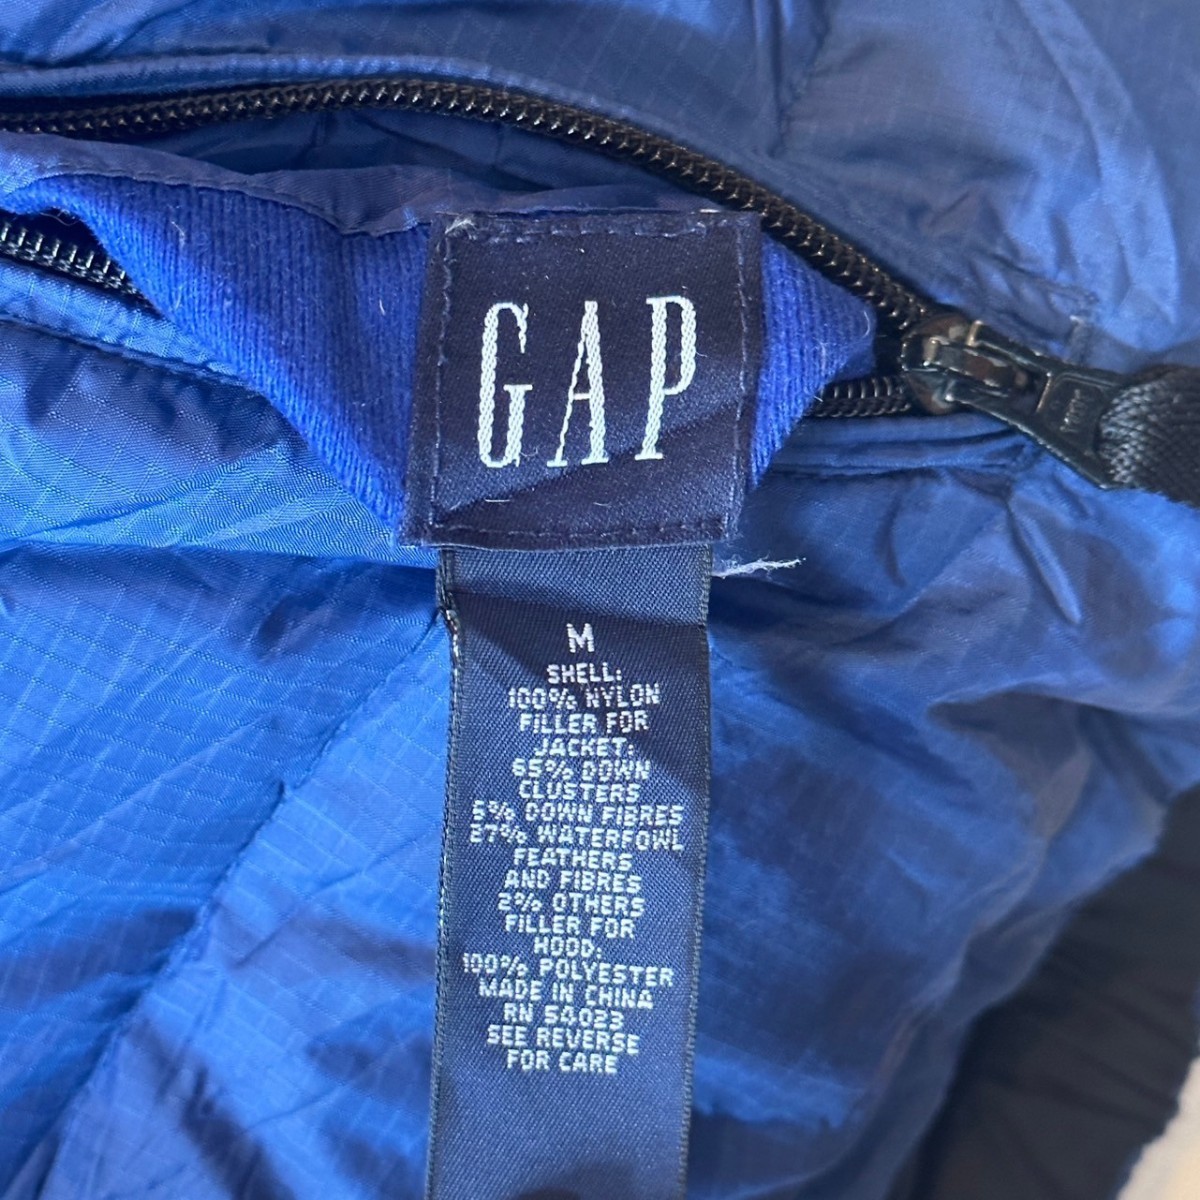 GAP
M
SHELL:
100% NYLON
FILLER FOR
JACKET:
65% DOWN
CLUSTERS
5% DOWN FIBRES
27% WATERFOWL
FEATHERS
AND FIBRES
2% OTHERS
FILLER FOR
HOOD:
100% POLYESTER
MADE IN CHINA
RN 54023
SEE REVERSE
FOR CARE